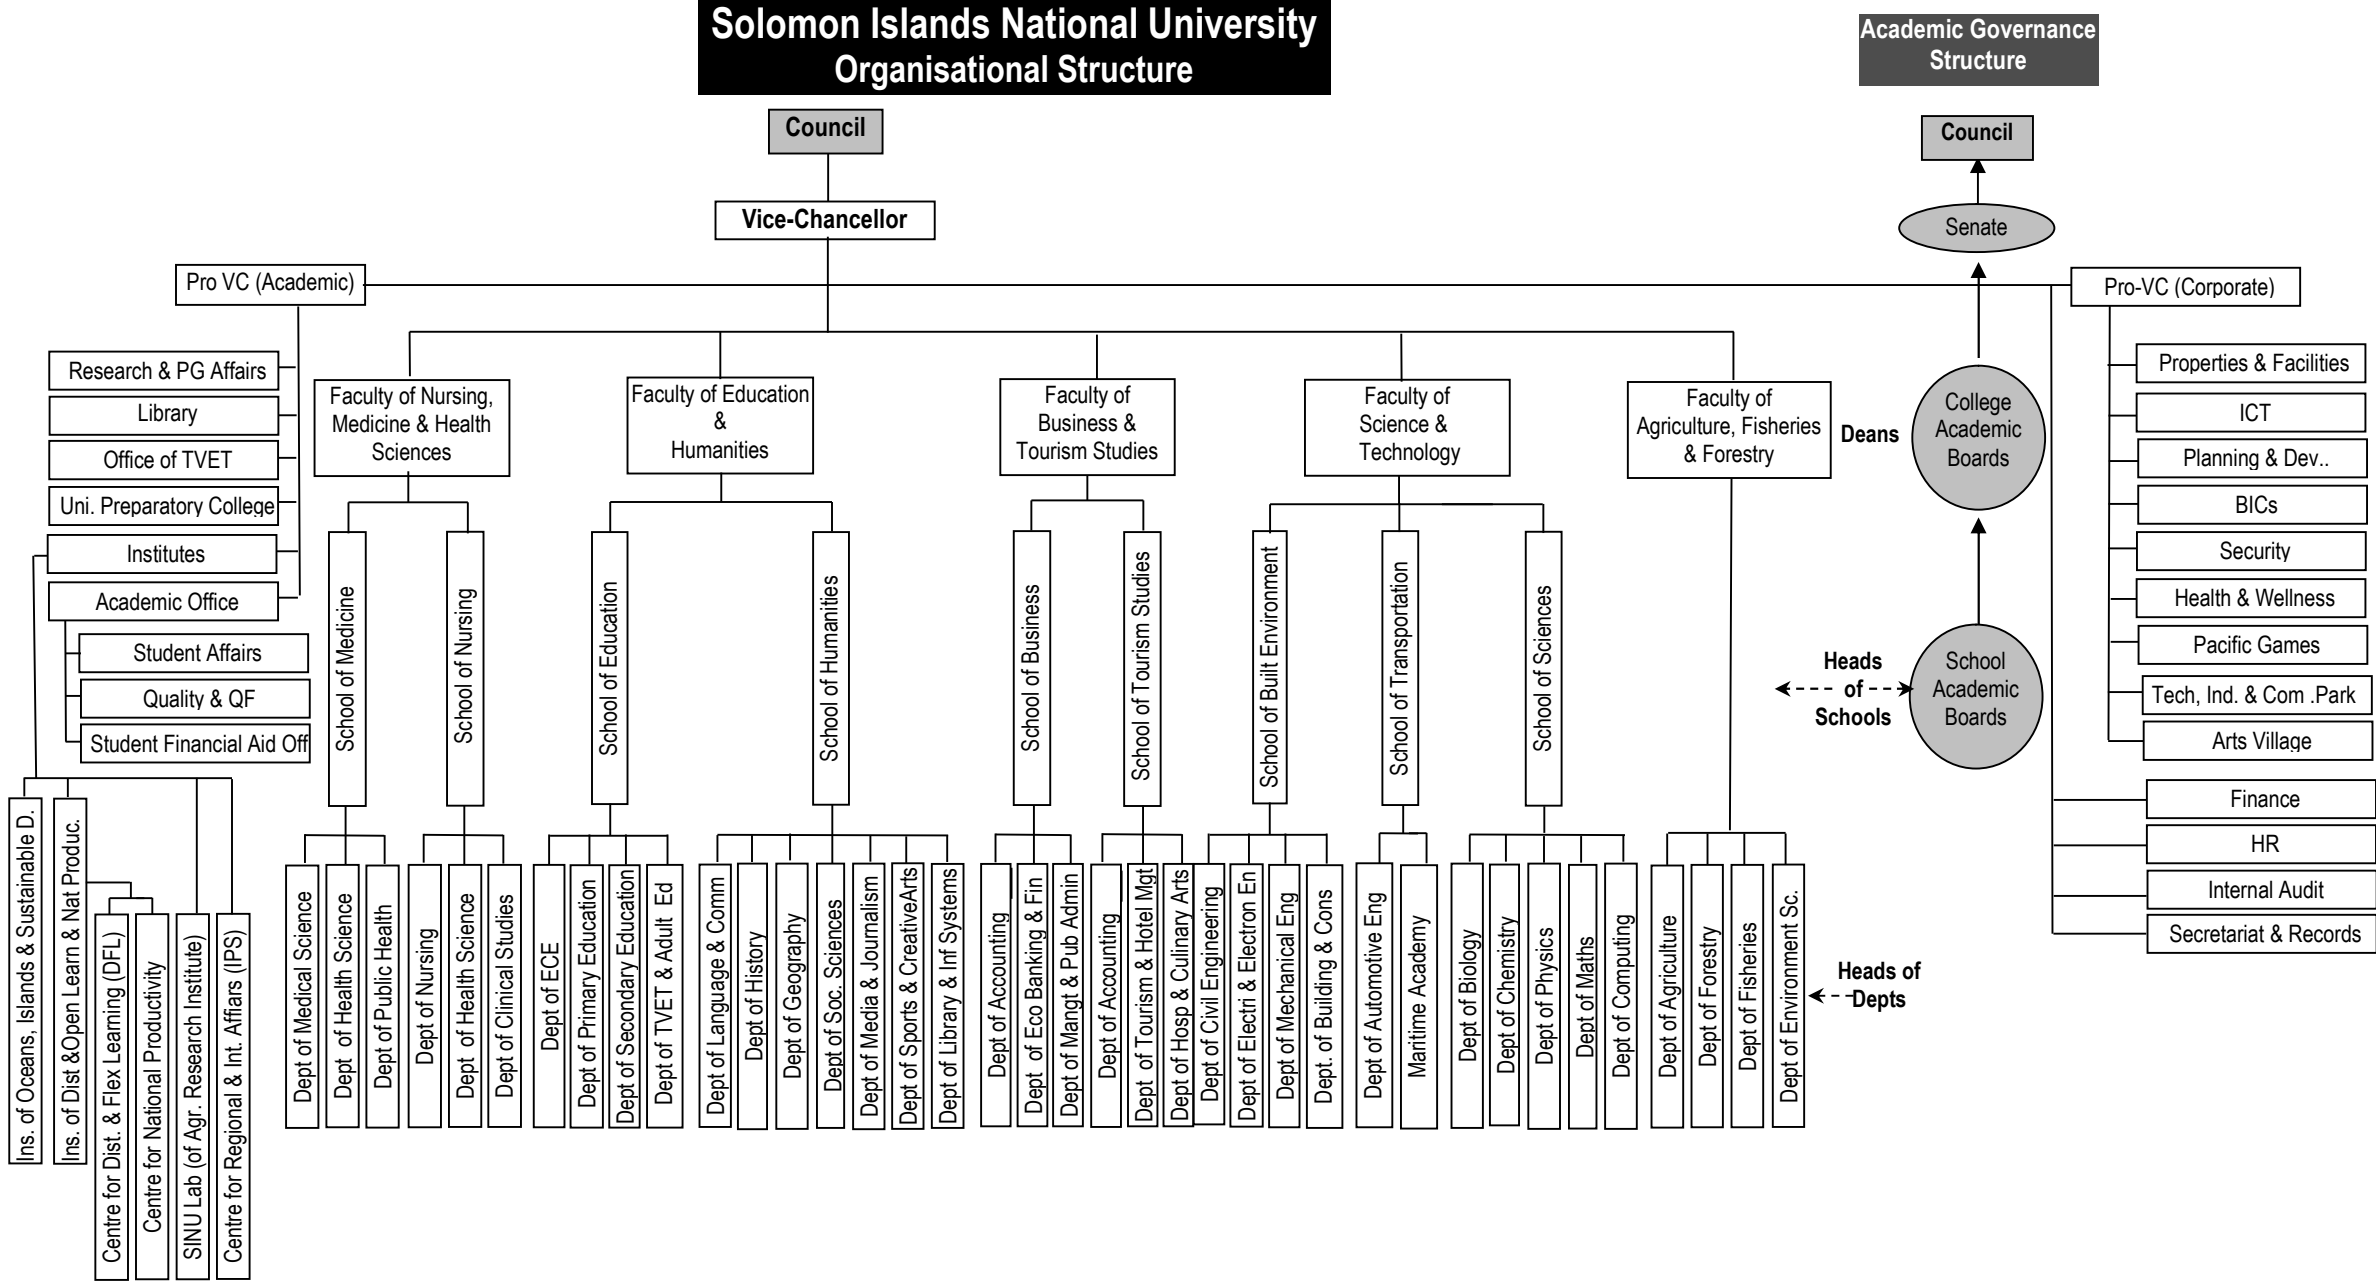 Solomon Islands National University
Organisational Structure
Academic Governance
Structure
Council
Council
Vice-Chancellor
Senate
Pro VC (Academic)
Pro-VC (Corporate)
Research & PG Affairs
Library
Office of TVET
Uni. Preparatory College
Institutes
Academic Office
Student Affairs
Quality & QF
Student Financial Aid Off
Faculty of Nursing,
Medicine & Health
Sciences
Faculty of Education
&
Humanities
Faculty of
Business &
Tourism Studies
Faculty of
Science &
Technology
Faculty of
Agriculture, Fisheries
& Forestry
Deans
College
Academic
Boards
Properties & Facilities
ICT
Planning & Dev..
BICs
Security
Health & Wellness
Pacific Games
Tech, Ind. & Com .Park
Arts Village
Finance
HR
Internal Audit
Secretariat & Records
School of Medicine
School of Nursing
School of Education
School of Humanities
School of Business
School of Tourism Studies
School of Built Environment
School of Transportation
School of Sciences
Heads
of
Schools
School
Academic
Boards
Ins. of Oceans, Islands & Sustainable D.
Ins. of Dist &Open Learn & Nat Produc.
Centre for Dist. & Flex Learning (DFL)
Centre for National Productivity
SINU Lab (of Agr. Research Institute)
Centre for Regional & Int. Affairs (IPS)
Dept of Medical Science
Dept of Health Science
Dept of Public Health
Dept of Nursing
Dept of Health Science
Dept of Clinical Studies
Dept of ECE
Dept of Primary Education
Dept of Secondary Education
Dept of TVET & Adult Ed
Dept of Language & Comm
Dept of History
Dept of Geography
Dept of Soc. Sciences
Dept of Media & Journalism
Dept of Sports & CreativeArts
Dept of Library & Inf Systems
Dept of Accounting
Dept of Eco Banking & Fin
Dept of Mangt & Pub Admin
Dept of Accounting
Dept of Tourism & Hotel Mgt
Dept of Hosp & Culinary Arts
Dept of Civil Engineering
Dept of Electri & Electron En
Dept of Mechanical Eng
Dept. of Building & Cons
Dept of Automotive Eng
Maritime Academy
Dept of Biology
Dept of Chemistry
Dept of Physics
Dept of Maths
Dept of Computing
Dept of Agriculture
Dept of Forestry
Dept of Fisheries
Dept of Environment Sc.
Heads of
Depts